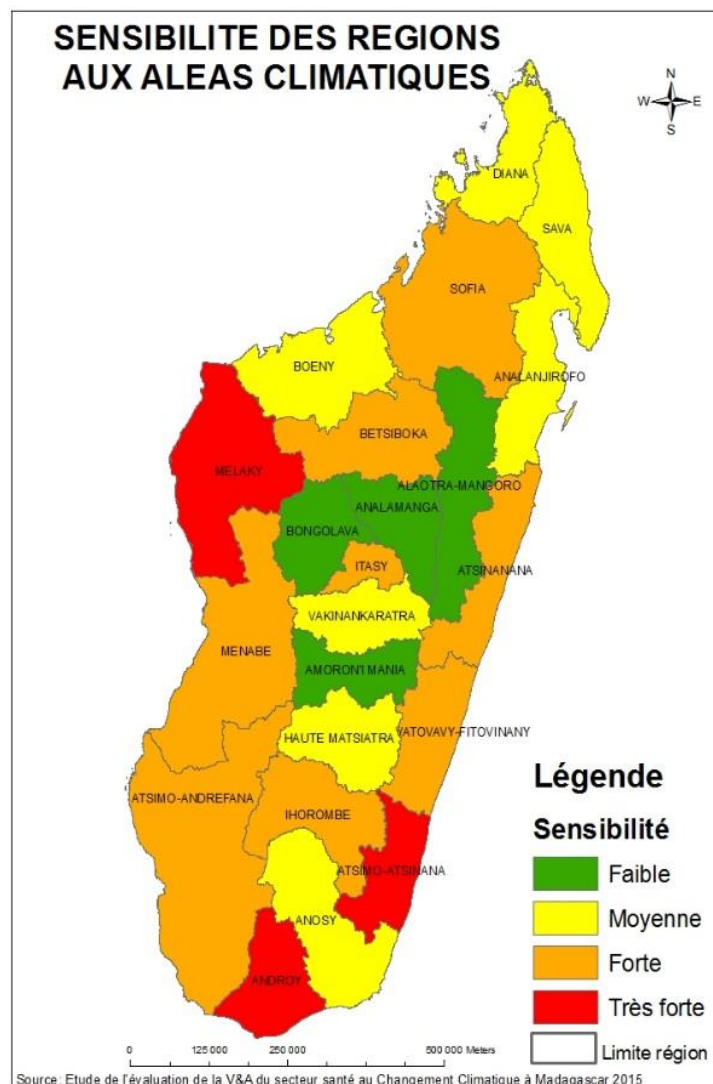 SENSIBILITE DES REGIONS
AUX ALEAS CLIMATIQUES
N
W E
S
DIANA
SAVA
SOFIA
BOENY
ANALANJIROFO
BETSIBOKA
MELAKY
ALAOTRA-MANGORO
ANALAMANGA
BONGOLAVA
ITASY
ATSINANANA
VAKINANKARATRA
MENABE
AMORON'I MANIA
HAUTE MATSIATRA
VATOVAVY-FITOVINANY
ATSIMO-ANDREFANA
IHOROMBE
ATSIMO-ATSINANA
ANOSY
ANDROY
Légende
Sensibilité
Faible
Moyenne
Forte
Très forte
Limite région
0 125 000 250 000 500 000 Meters
Source: Etude de l'évaluation de la V&A du secteur santé au Changement Climatique à Madagascar 2015